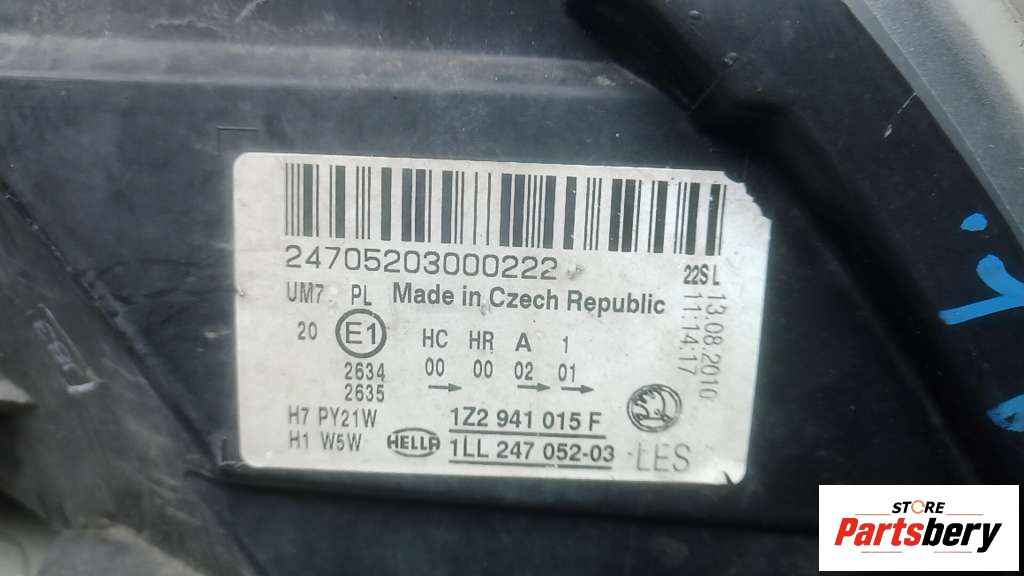 24705203000222
22S L
UM7 PL Made in Czech Republic
13.08.2010
11:14:17
20 E1 HC HR A 1
2634 00 00 02 01
2635
H7 PY21W 1Z2 941 015 F
H1 W5W HELLA 1LL 247 052-03 LES
STORE
Partsbery